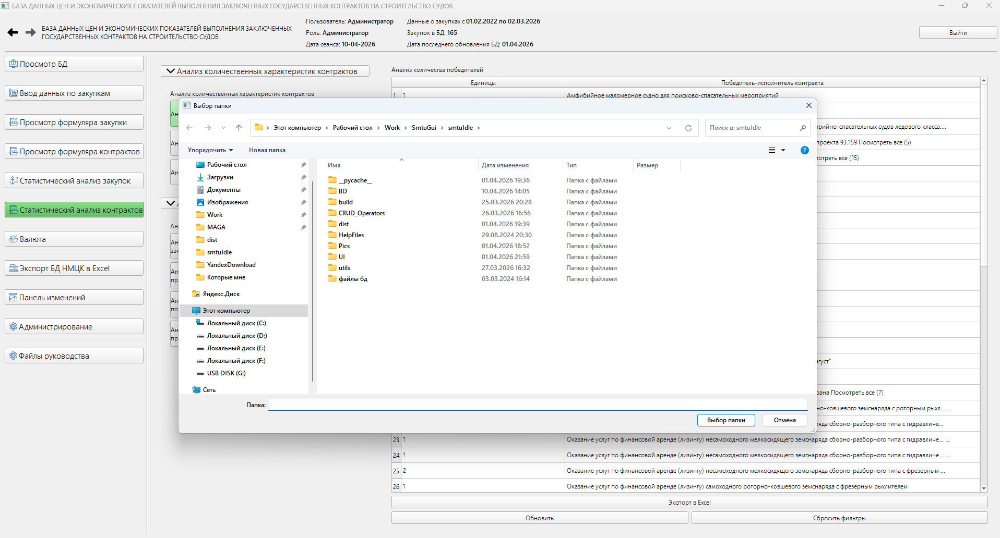 БАЗА ДАННЫХ ЦЕН И ЭКОНОМИЧЕСКИХ ПОКАЗАТЕЛЕЙ ВЫПОЛНЕНИЯ ЗАКЛЮЧЕННЫХ ГОСУДАРСТВЕННЫХ КОНТРАКТОВ НА СТРОИТЕЛЬСТВО СУДОВ
БАЗА ДАННЫХ ЦЕН И ЭКОНОМИЧЕСКИХ ПОКАЗАТЕЛЕЙ ВЫПОЛНЕНИЯ ЗАКЛЮЧЕННЫХ
ГОСУДАРСТВЕННЫХ КОНТРАКТОВ НА СТРОИТЕЛЬСТВО СУДОВ
Пользователь: Администратор
Роль: Администратор
Дата сеанса: 10-04-2026
Данные о закупках с 01.02.2022 по 02.03.2026
Закупок в БД: 165
Дата последнего обновления БД: 01.04.2026
Выйти
Просмотр БД
Ввод данных по закупкам
Просмотр формуляра закупки
Просмотр формуляра контрактов
Статистический анализ закупок
Статистический анализ контрактов
Валюта
Экспорт БД НМЦК в Excel
Панель изменений
Администрирование
Файлы руководства
Анализ количественных характеристик контрактов
Анализ количественных характеристик контрактов
Ан
Ан
Ан
Ан
Ан
зак
Ан
пр
Ан
по
Ан
пр
Анализ количества победителей
Единицы Победитель-исполнитель контракта
1 1 Амфибийное маломерное судно для поисково-спасательных мероприятий
арийно-спасательных судов ледового класса....
проекта 93.159 Посмотреть все (5)
отреть все (15)
нгуст"
рана Посмотреть все (7)
но-ковшевого земснаряда с роторным рыхл... ...
яда сборно-разборного типа с гидравличе...
23 1 Оказание услуг по финансовой аренде (лизингу) несамоходного мелкосидящего земснаряда сборно-разборного типа с гидравличе... ...
24 1 Оказание услуг по финансовой аренде (лизингу) несамоходного мелкосидящего земснаряда сборно-разборного типа с гидравличе... ...
25 2 Оказание услуг по финансовой аренде (лизингу) несамоходного мелкосидящего земснаряда сборно-разборного типа с фрезерным ...
26 1 Оказание услуг по финансовой аренде (лизингу) самоходного роторно-ковшевого земснаряда с фрезерным рыхлителем
Экспорт в Excel
Обновить
Сбросить фильтры
Выбор папки
Этот компьютер › Рабочий стол › Work › SmtuGui › smtuIdle ›
Поиск в: smtuIdle
Упорядочить
Новая папка
?
Рабочий стол
Загрузки
Документы
Изображения
Work
MAGA
dist
smtuIdle
YandexDownload
Которые мне
Яндекс.Диск
Этот компьютер
Локальный диск (C:)
Локальный диск (D:)
Локальный диск (E:)
Локальный диск (F:)
USB DISK (G:)
Сеть
Имя Дата изменения Тип Размер
__pycache__ 01.04.2026 19:36 Папка с файлами
BD 10.04.2026 14:05 Папка с файлами
build 25.03.2026 20:28 Папка с файлами
CRUD_Operators 26.03.2026 16:56 Папка с файлами
dist 01.04.2026 19:39 Папка с файлами
HelpFiles 29.08.2024 20:30 Папка с файлами
Pics 01.04.2026 18:52 Папка с файлами
UI 01.04.2026 21:59 Папка с файлами
utils 27.03.2026 16:32 Папка с файлами
файлы бд 03.03.2024 16:14 Папка с файлами
Папка:
Выбор папки
Отмена